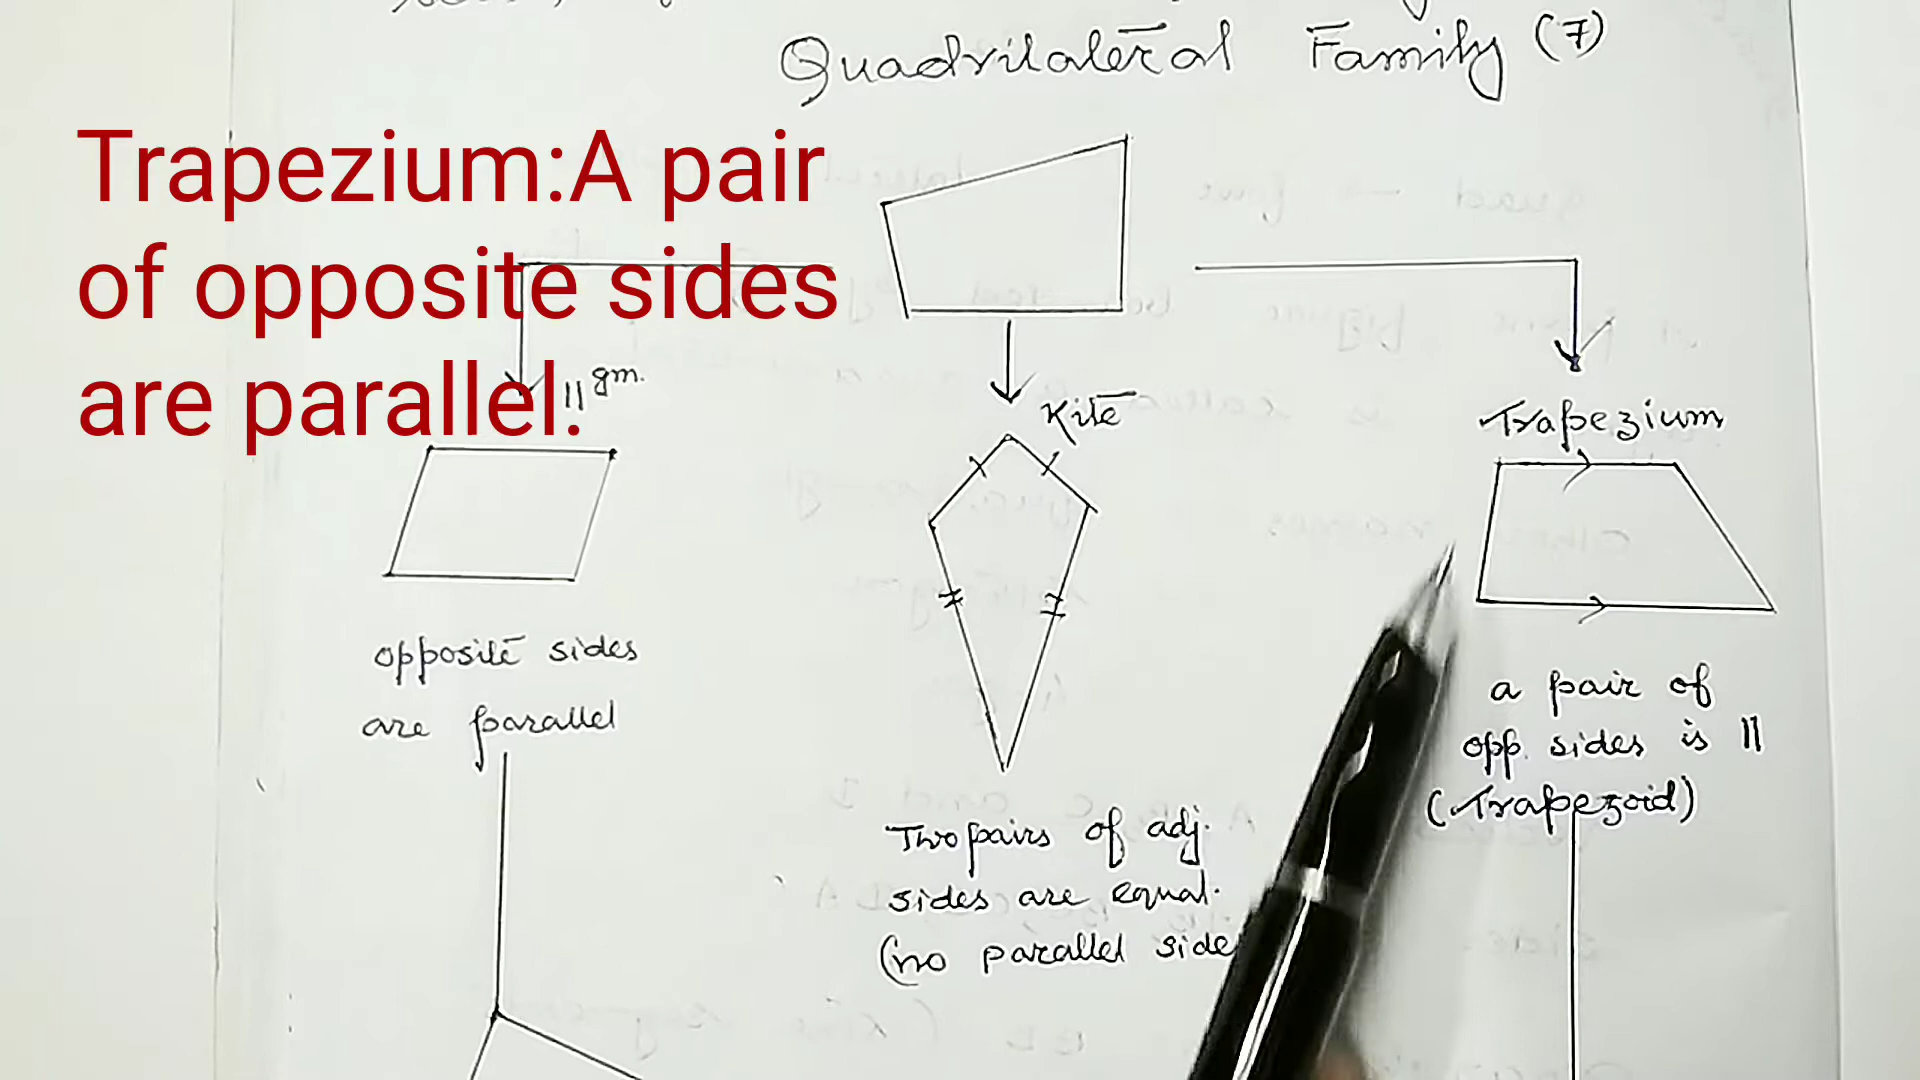 Quadrilateral Family (7)
Trapezium:A pair
of opposite sides
are parallel.
||gm.
Kite
Trapezium
opposite sides
are parallel
a pair of
opp. sides is ||
(Trapezoid)
Two pairs of adj.
sides are equal.
(no parallel side